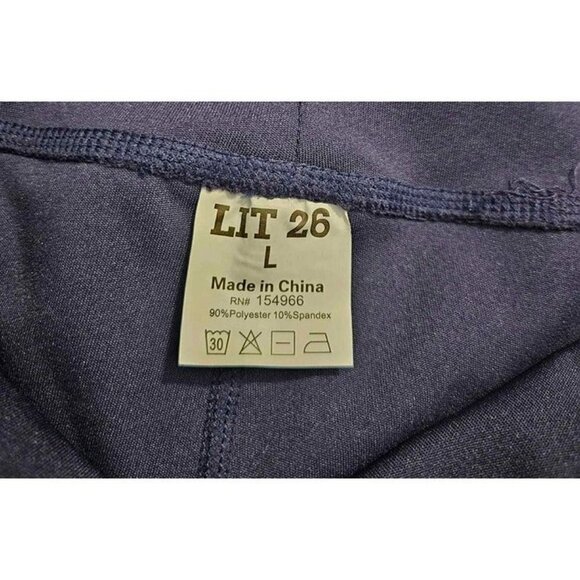 LIT 26
L
Made in China
RN# 154966
90%Polyester 10%Spandex
30